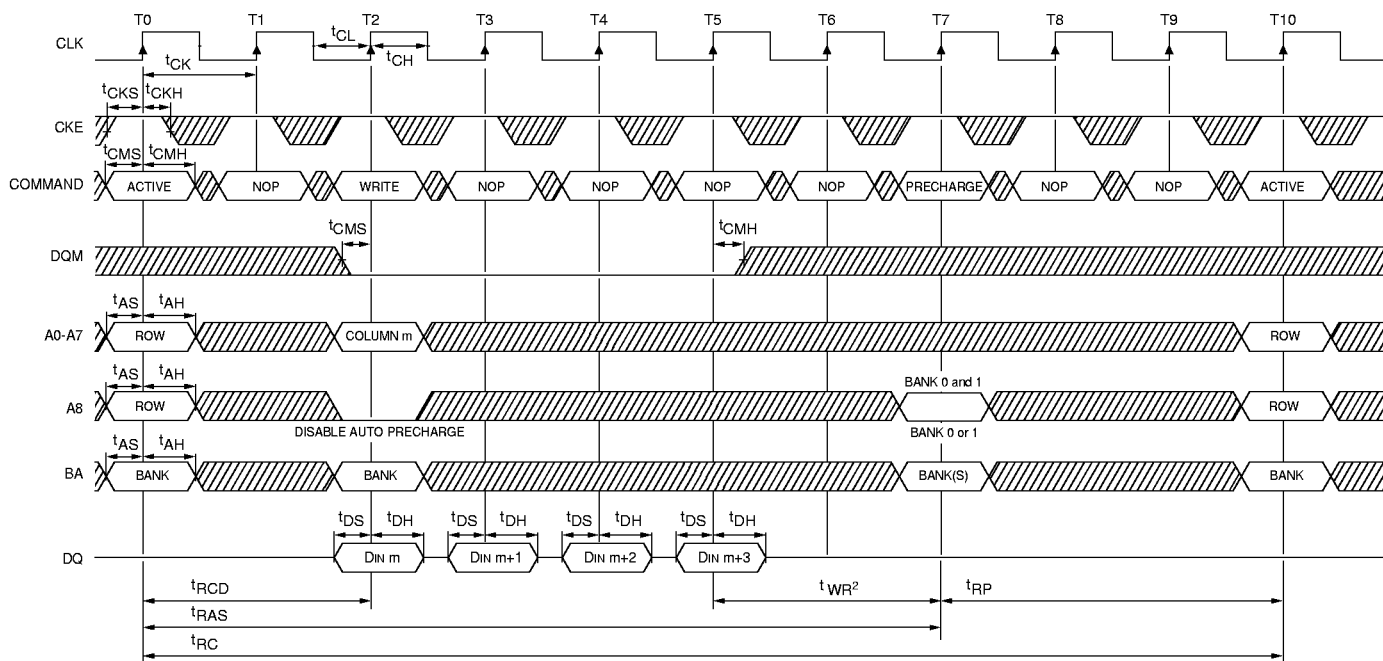 T0 T1 T2 T3 T4 T5 T6 T7 T8 T9 T10
CLK
tCL
tCK tCH
tCKS tCKH
CKE
tCMS tCMH
COMMAND ACTIVE NOP WRITE NOP NOP NOP NOP PRECHARGE NOP NOP ACTIVE
tCMS tCMH
DQM
tAS tAH
A0-A7 ROW COLUMN m ROW
tAS tAH BANK 0 and 1
A8 ROW ROW
DISABLE AUTO PRECHARGE BANK 0 or 1
tAS tAH
BA BANK BANK BANK(S) BANK
tDS tDH tDS tDH tDS tDH tDS tDH
DQ DIN m DIN m+1 DIN m+2 DIN m+3
tRCD tWR2 tRP
tRAS
tRC